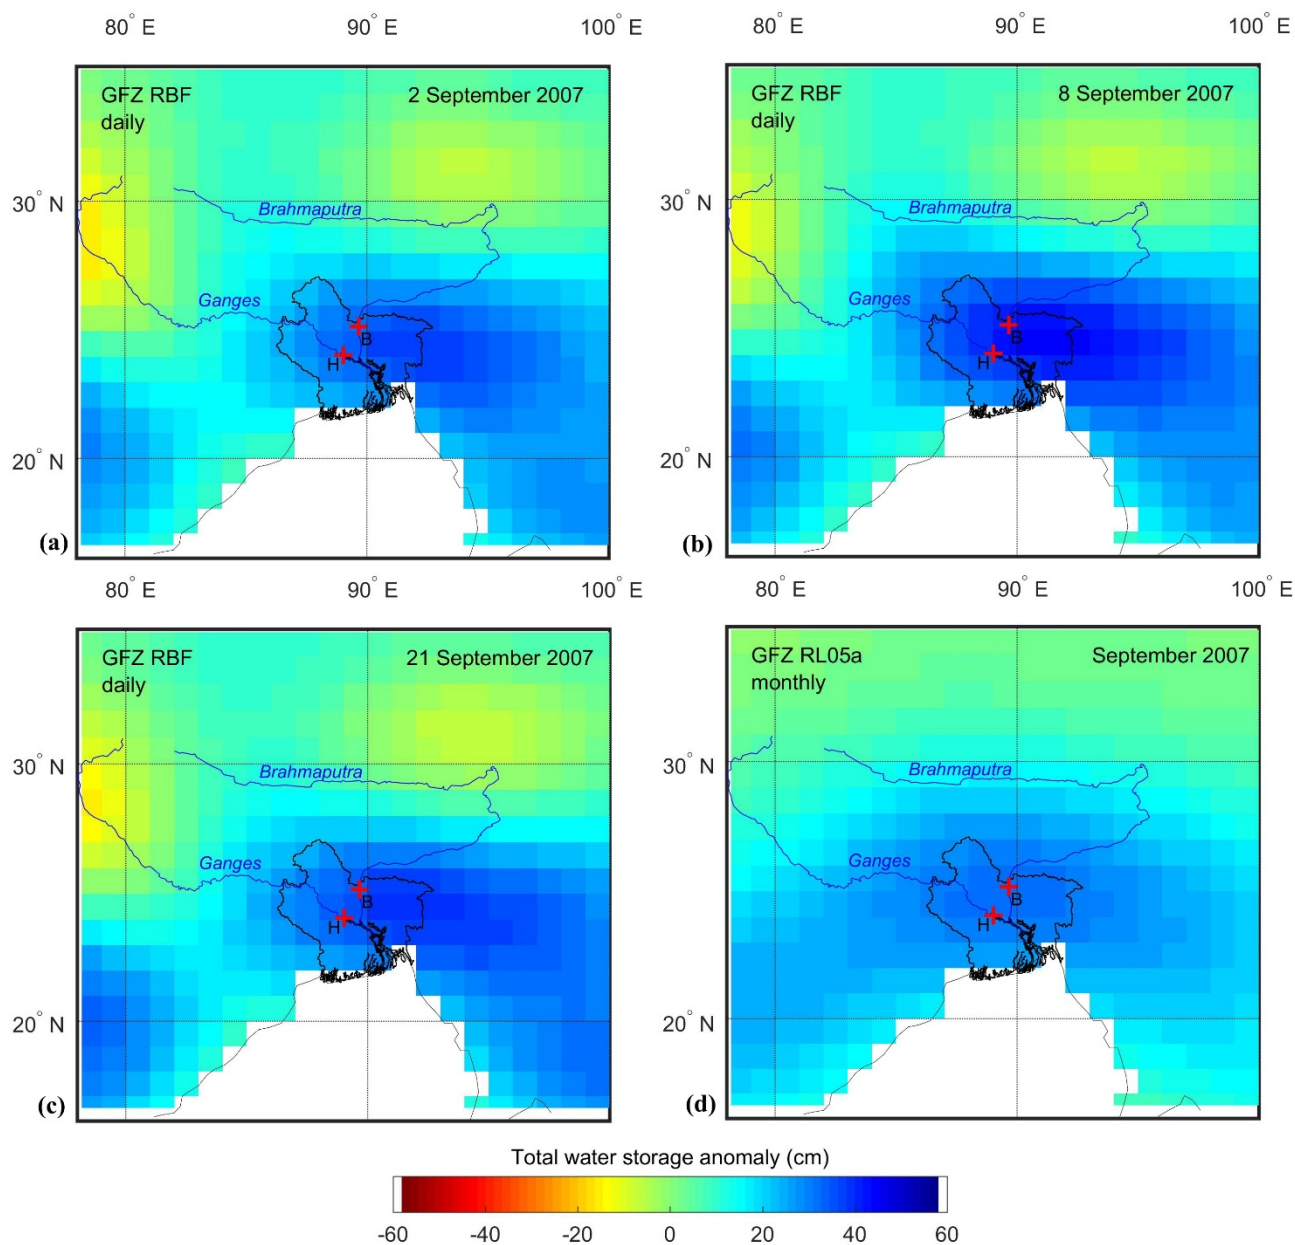 80° E 90° E 100° E 80° E 90° E 100° E
GFZ RBF 2 September 2007
daily
GFZ RBF 8 September 2007
daily
30° N
Brahmaputra
Ganges
B
H
20° N
(a)
30° N
Brahmaputra
Ganges
B
H
20° N
(b)
80° E 90° E 100° E 80° E 90° E 100° E
GFZ RBF 21 September 2007
daily
GFZ RL05a September 2007
monthly
30° N
Brahmaputra
Ganges
B
H
20° N
(c)
30° N
Brahmaputra
Ganges
B
H
20° N
(d)
Total water storage anomaly (cm)
-60 -40 -20 0 20 40 60